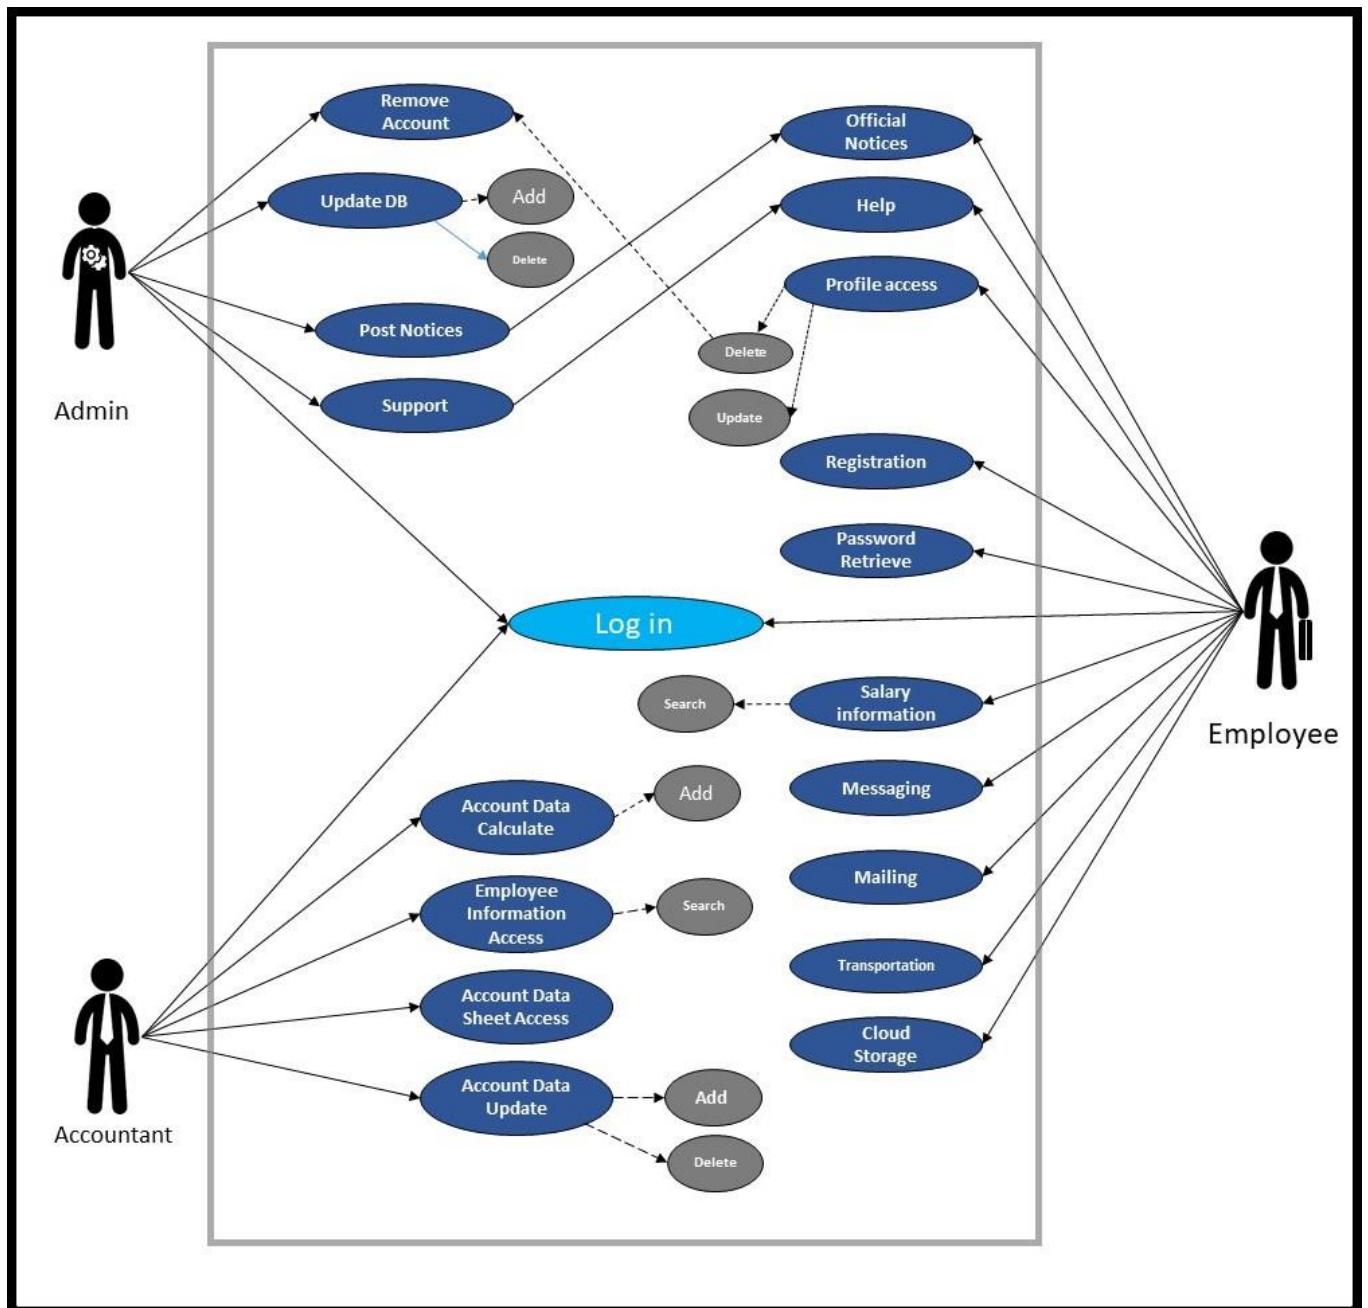 Remove
Account
Update DB
Add
Delete
Post Notices
Support
Admin
Official
Notices
Help
Profile access
Delete
Update
Registration
Password
Retrieve
Log in
Employee
Search
Salary
information
Messaging
Mailing
Transportation
Cloud
Storage
Account Data
Calculate
Add
Employee
Information
Access
Search
Account Data
Sheet Access
Account Data
Update
Add
Delete
Accountant